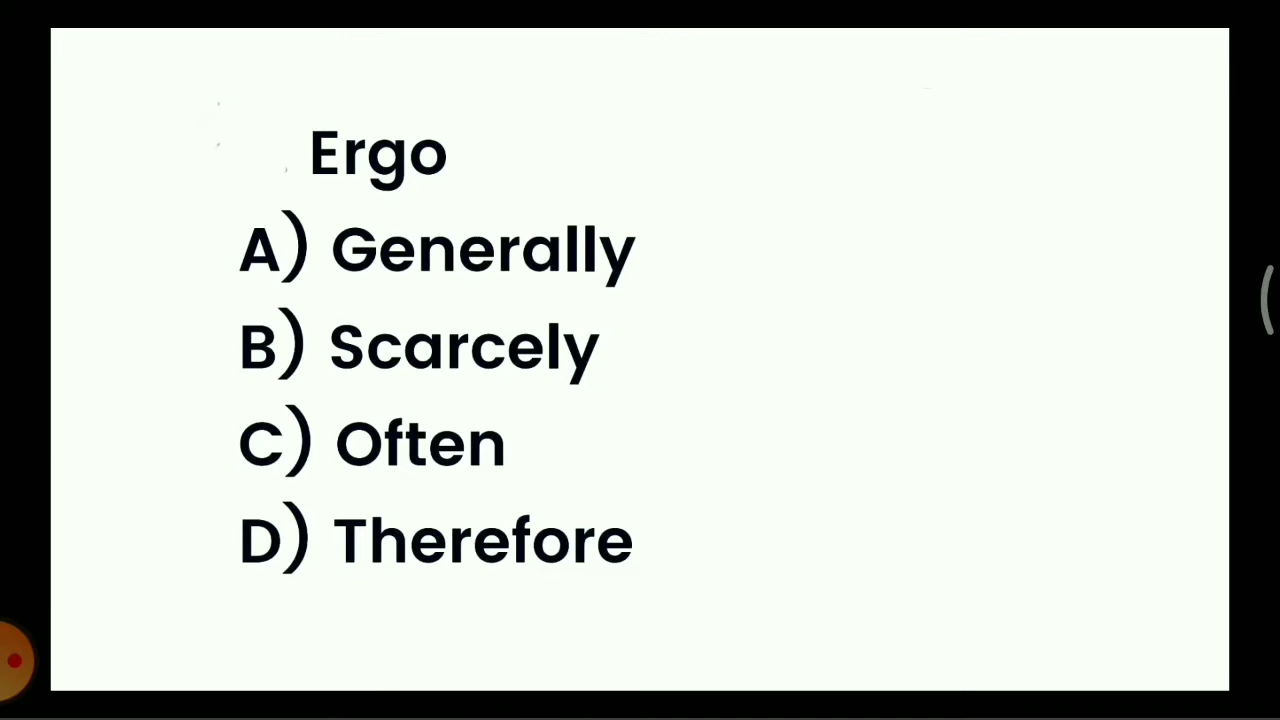 Ergo
A) Generally
B) Scarcely
C) Often
D) Therefore